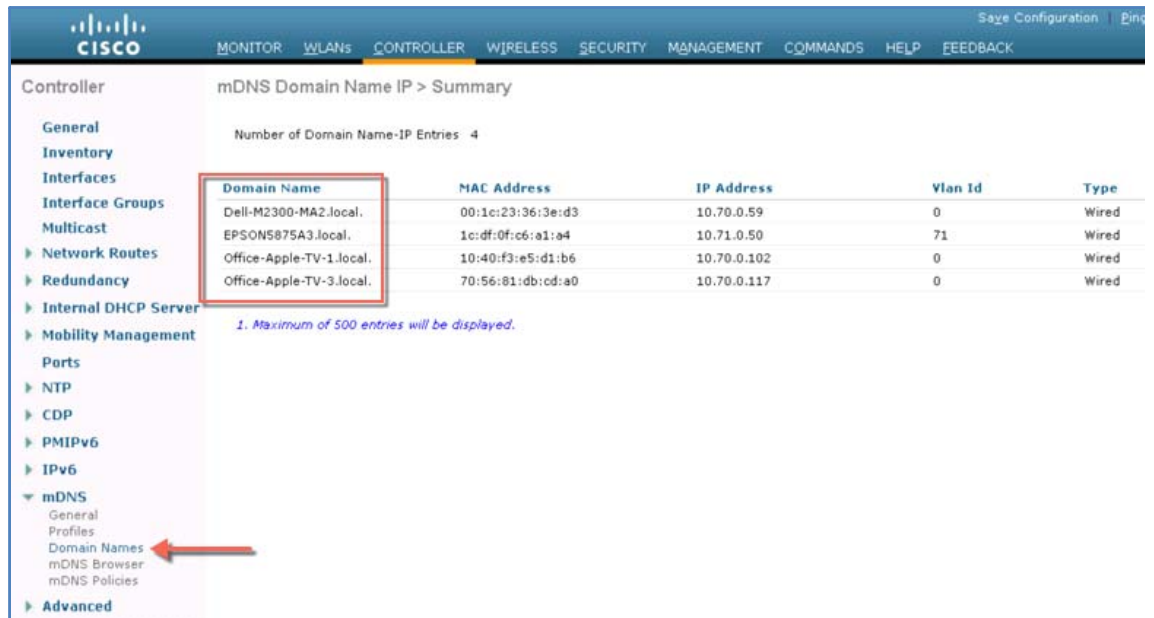 Save Configuration Ping
CISCO
MONITOR WLANs CONTROLLER WIRELESS SECURITY MANAGEMENT COMMANDS HELP FEEDBACK
Controller
General
Inventory
Interfaces
Interface Groups
Multicast
Network Routes
Redundancy
Internal DHCP Server
Mobility Management
Ports
NTP
CDP
PMIPv6
IPv6
mDNS
General
Profiles
Domain Names
mDNS Browser
mDNS Policies
Advanced
mDNS Domain Name IP > Summary
Number of Domain Name-IP Entries 4
Domain Name MAC Address IP Address Vlan Id Type
Dell-M2300-MA2.local. 00:1c:23:36:3e:d3 10.70.0.59 0 Wired
EPSON5875A3.local. 1c:df:0f:c6:a1:a4 10.71.0.50 71 Wired
Office-Apple-TV-1.local. 10:40:f3:e5:d1:b6 10.70.0.102 0 Wired
Office-Apple-TV-3.local. 70:56:81:db:cd:a0 10.70.0.117 0 Wired
1. Maximum of 500 entries will be displayed.